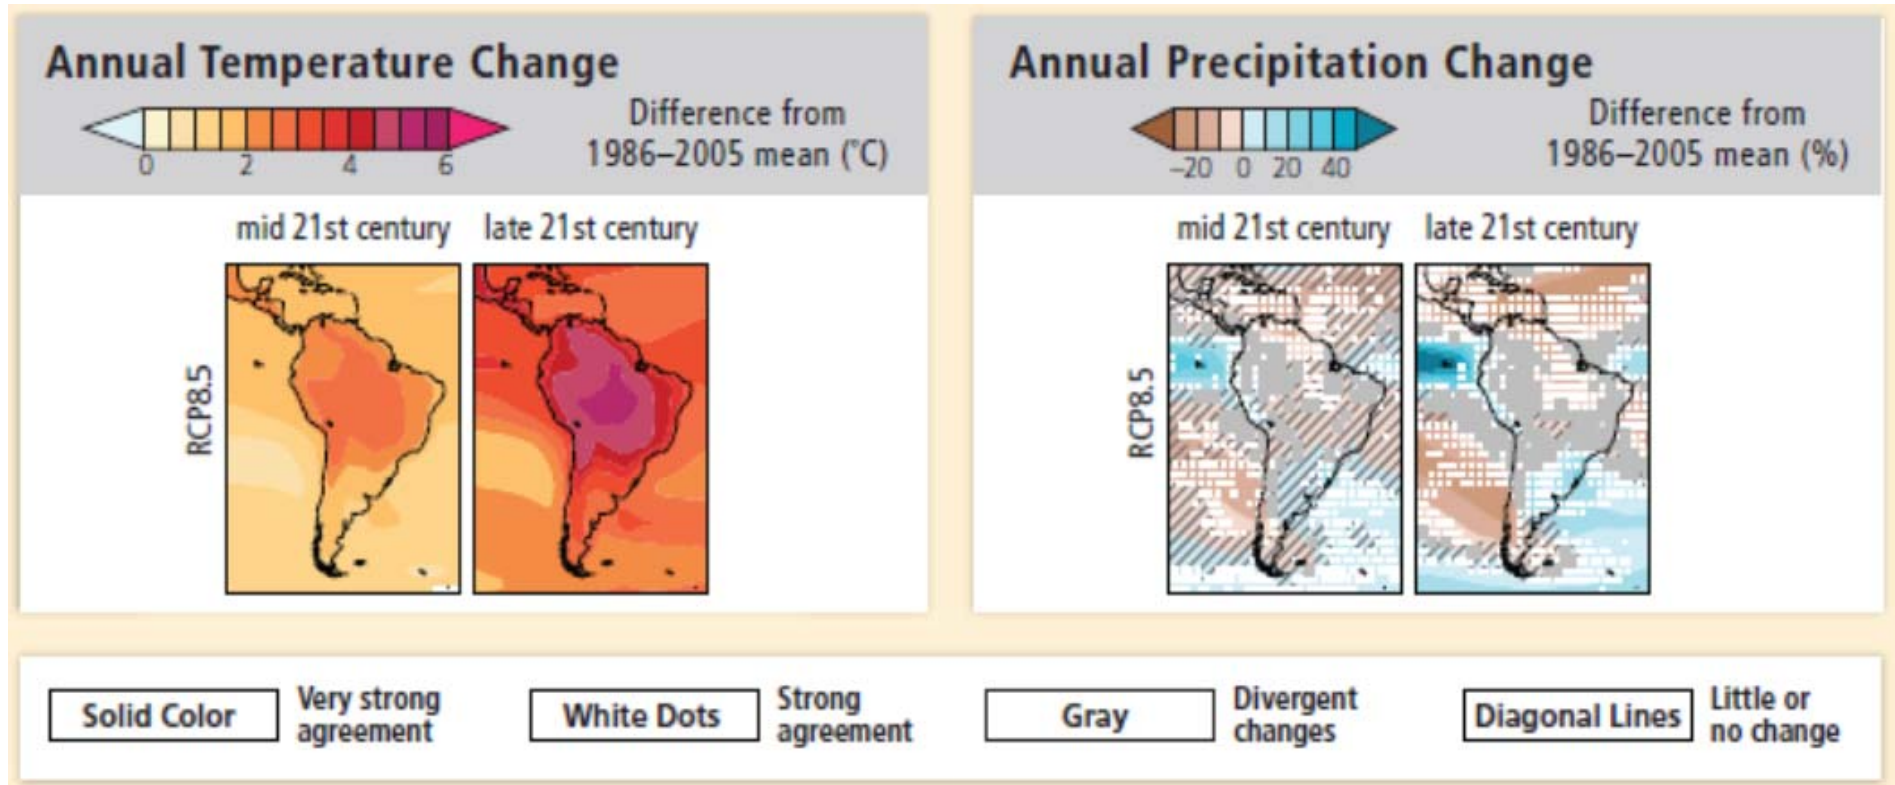 Annual Temperature Change
Difference from
1986–2005 mean (°C)
0 2 4 6
mid 21st century late 21st century
RCP8.5
Annual Precipitation Change
Difference from
1986–2005 mean (%)
–20 0 20 40
mid 21st century late 21st century
RCP8.5
Solid Color
Very strong
agreement
White Dots
Strong
agreement
Gray
Divergent
changes
Diagonal Lines
Little or
no change